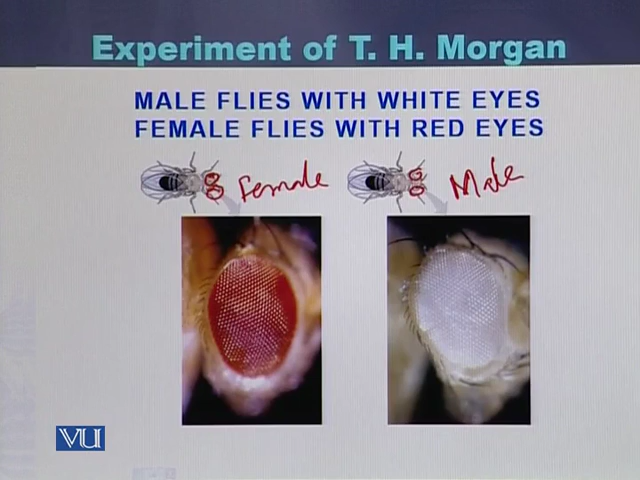 Experiment of T. H. Morgan
MALE FLIES WITH WHITE EYES
FEMALE FLIES WITH RED EYES
Female
Male
VU